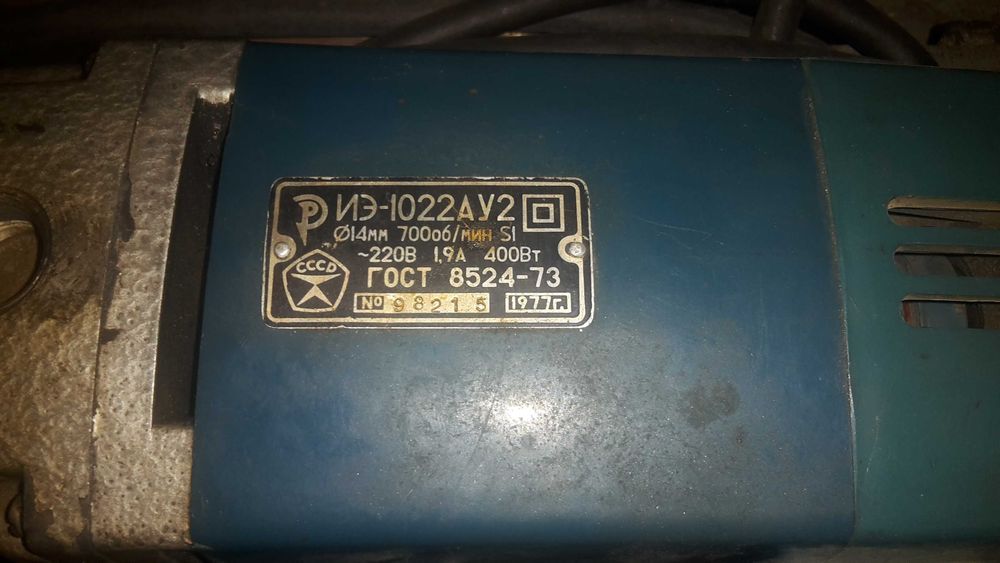 ИЭ-1022АУ2
Ø14мм 700об/мин S1
~220В 1,9А 400Вт
СССР
ГОСТ 8524-73
№ 98215 1977г.